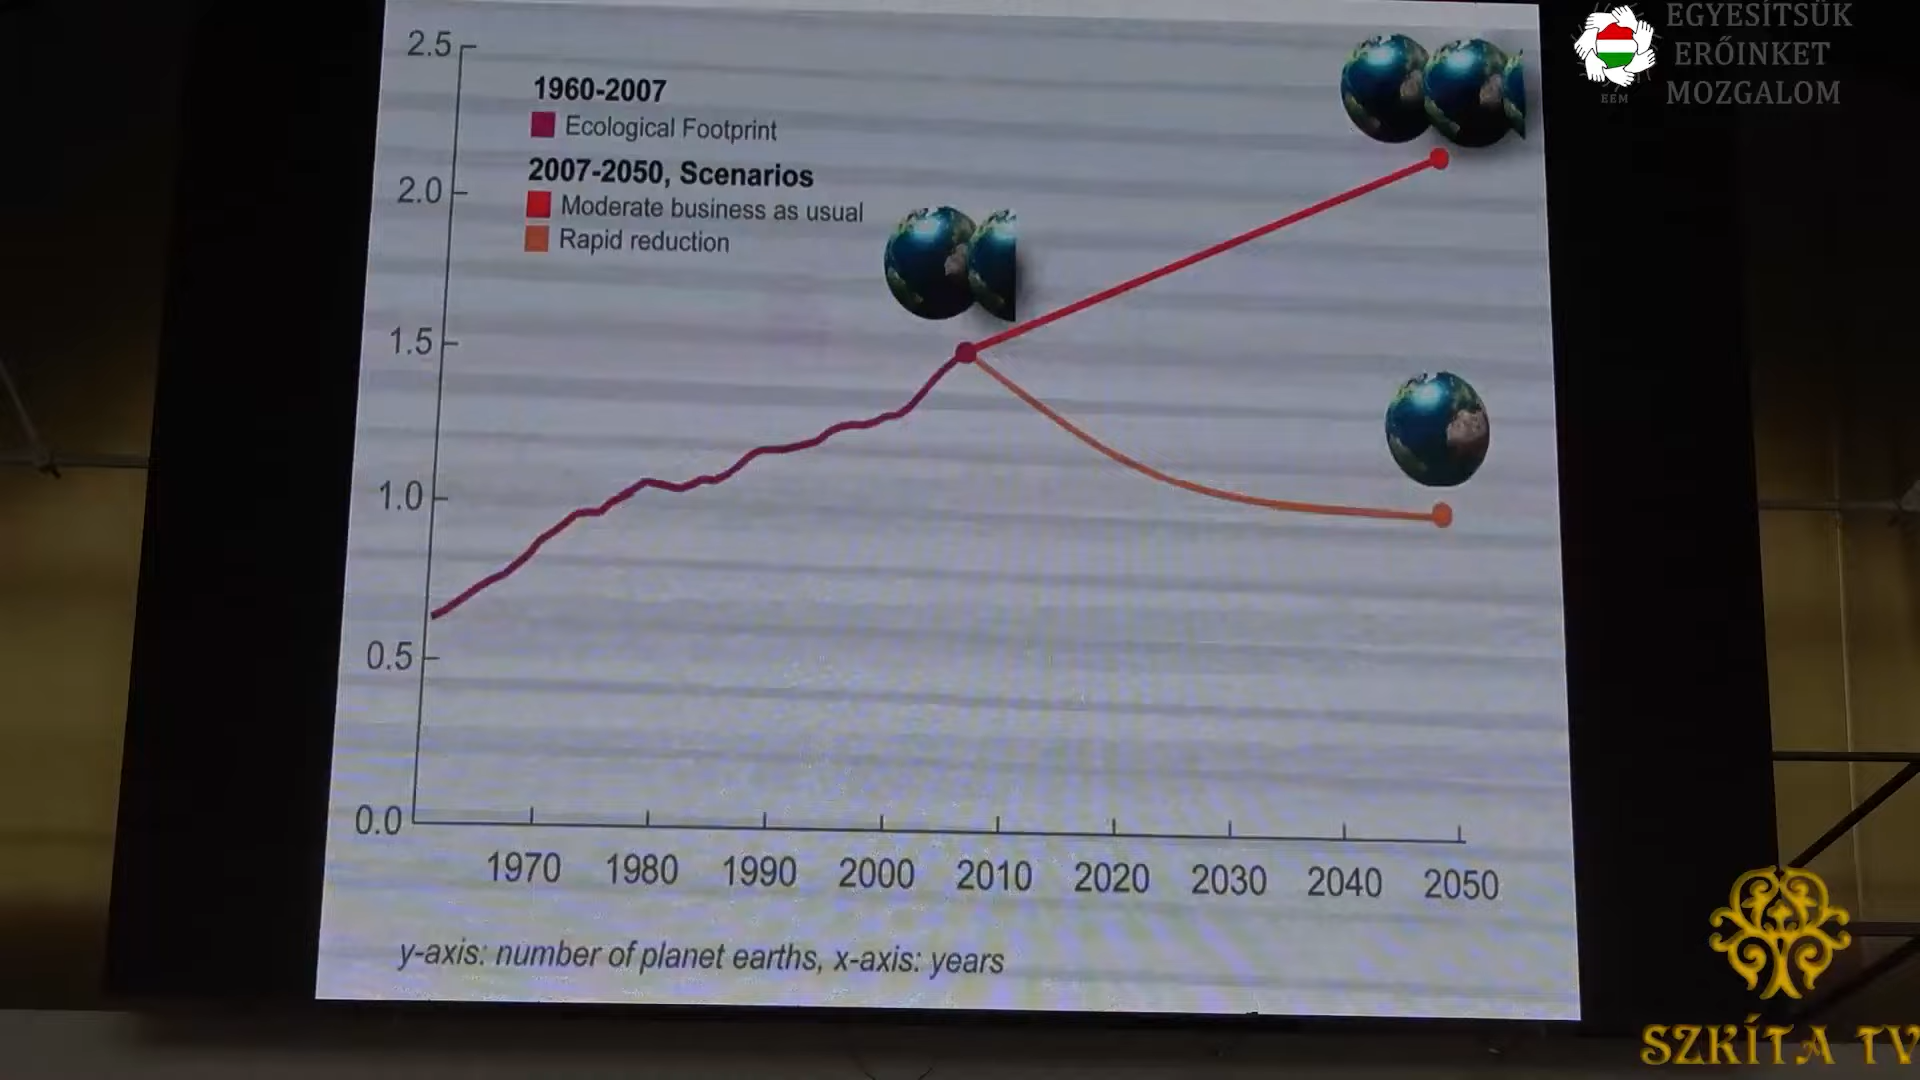 EGYESÍTSÜK
ERŐINKET
MOZGALOM
EEM
2.5
2.0
1.5
1.0
0.5
0.0
1960-2007
Ecological Footprint
2007-2050, Scenarios
Moderate business as usual
Rapid reduction
1970 1980 1990 2000 2010 2020 2030 2040 2050
y-axis: number of planet earths, x-axis: years
SZKÍTA TV